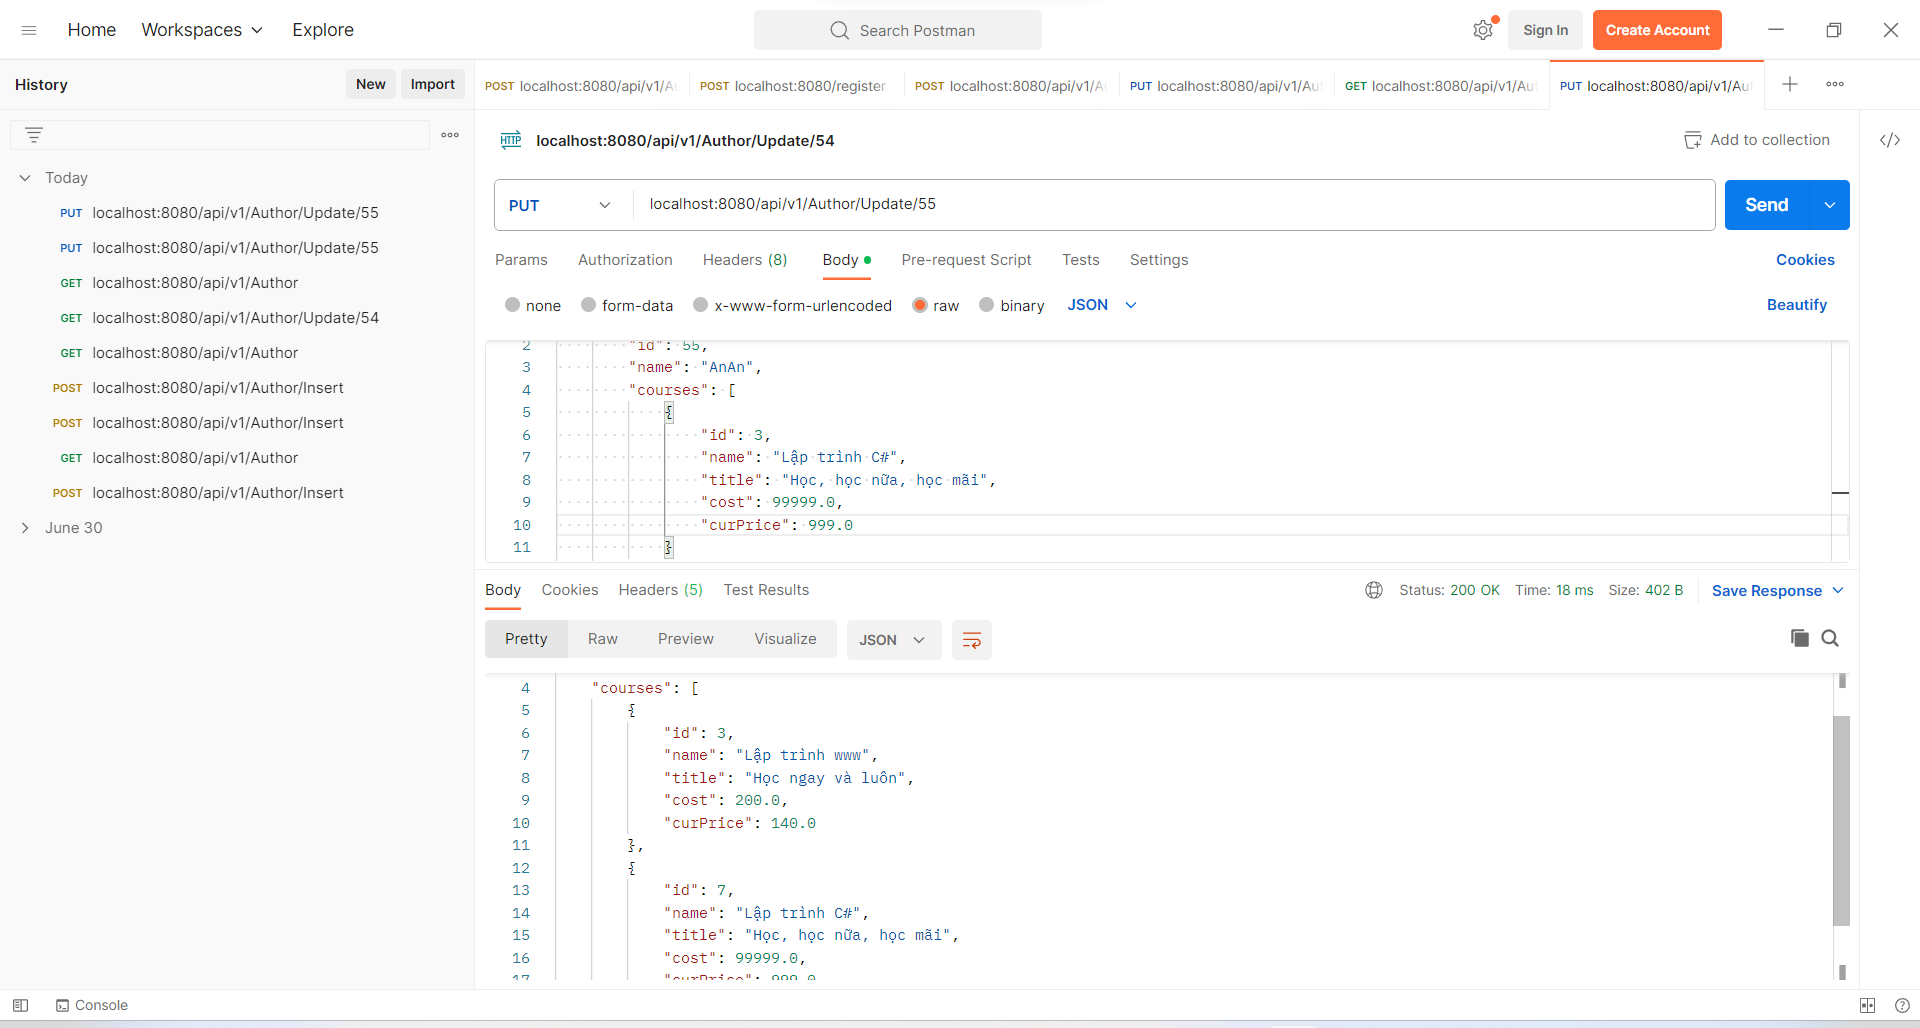 Home Workspaces Explore Search Postman Sign In Create Account
History New Import
POST localhost:8080/api/v1/Au POST localhost:8080/register POST localhost:8080/api/v1/A PUT localhost:8080/api/v1/Au GET localhost:8080/api/v1/Au PUT localhost:8080/api/v1/Au
Today
PUT localhost:8080/api/v1/Author/Update/55
PUT localhost:8080/api/v1/Author/Update/55
GET localhost:8080/api/v1/Author
GET localhost:8080/api/v1/Author/Update/54
GET localhost:8080/api/v1/Author
POST localhost:8080/api/v1/Author/Insert
POST localhost:8080/api/v1/Author/Insert
GET localhost:8080/api/v1/Author
POST localhost:8080/api/v1/Author/Insert
June 30
HTTP localhost:8080/api/v1/Author/Update/54 Add to collection </>
PUT localhost:8080/api/v1/Author/Update/55 Send
Params Authorization Headers (8) Body Pre-request Script Tests Settings Cookies
none form-data x-www-form-urlencoded raw binary JSON Beautify
2 "id": 55,
3 "name": "AnAn",
4 "courses": [
5 {
6 "id": 3,
7 "name": "Lập trình C#",
8 "title": "Học, học nữa, học mãi",
9 "cost": 99999.0,
10 "curPrice": 999.0
11 }
Body Cookies Headers (5) Test Results Status: 200 OK Time: 18 ms Size: 402 B Save Response
Pretty Raw Preview Visualize JSON
4 "courses": [
5 {
6 "id": 3,
7 "name": "Lập trình www",
8 "title": "Học ngay và luôn",
9 "cost": 200.0,
10 "curPrice": 140.0
11 },
12 {
13 "id": 7,
14 "name": "Lập trình C#",
15 "title": "Học, học nữa, học mãi",
16 "cost": 99999.0,
17 "curPrice": 999.0
Console